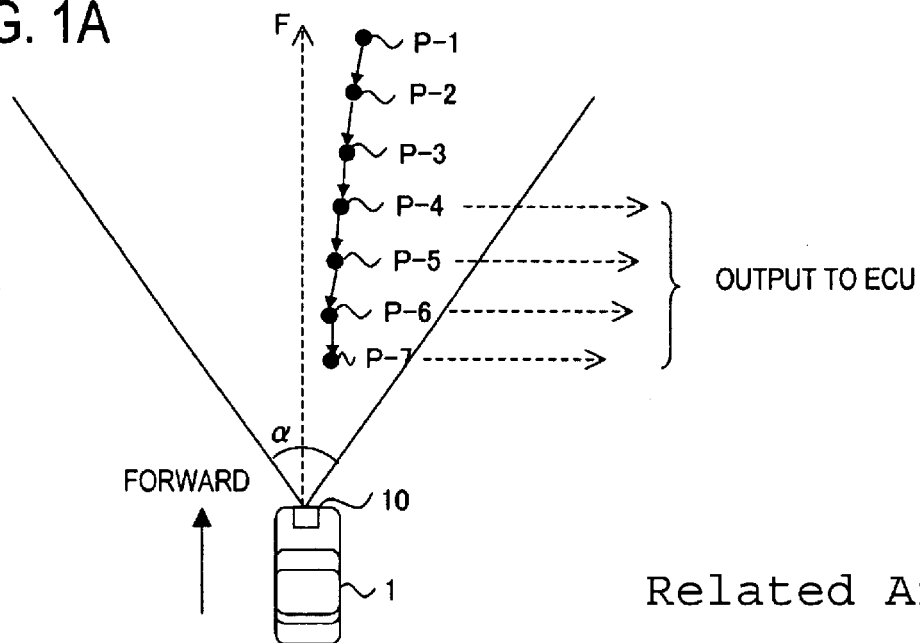 G. 1A
F
P-1
P-2
P-3
P-4
P-5
P-6
P-7
OUTPUT TO ECU
α
FORWARD
10
1
Related